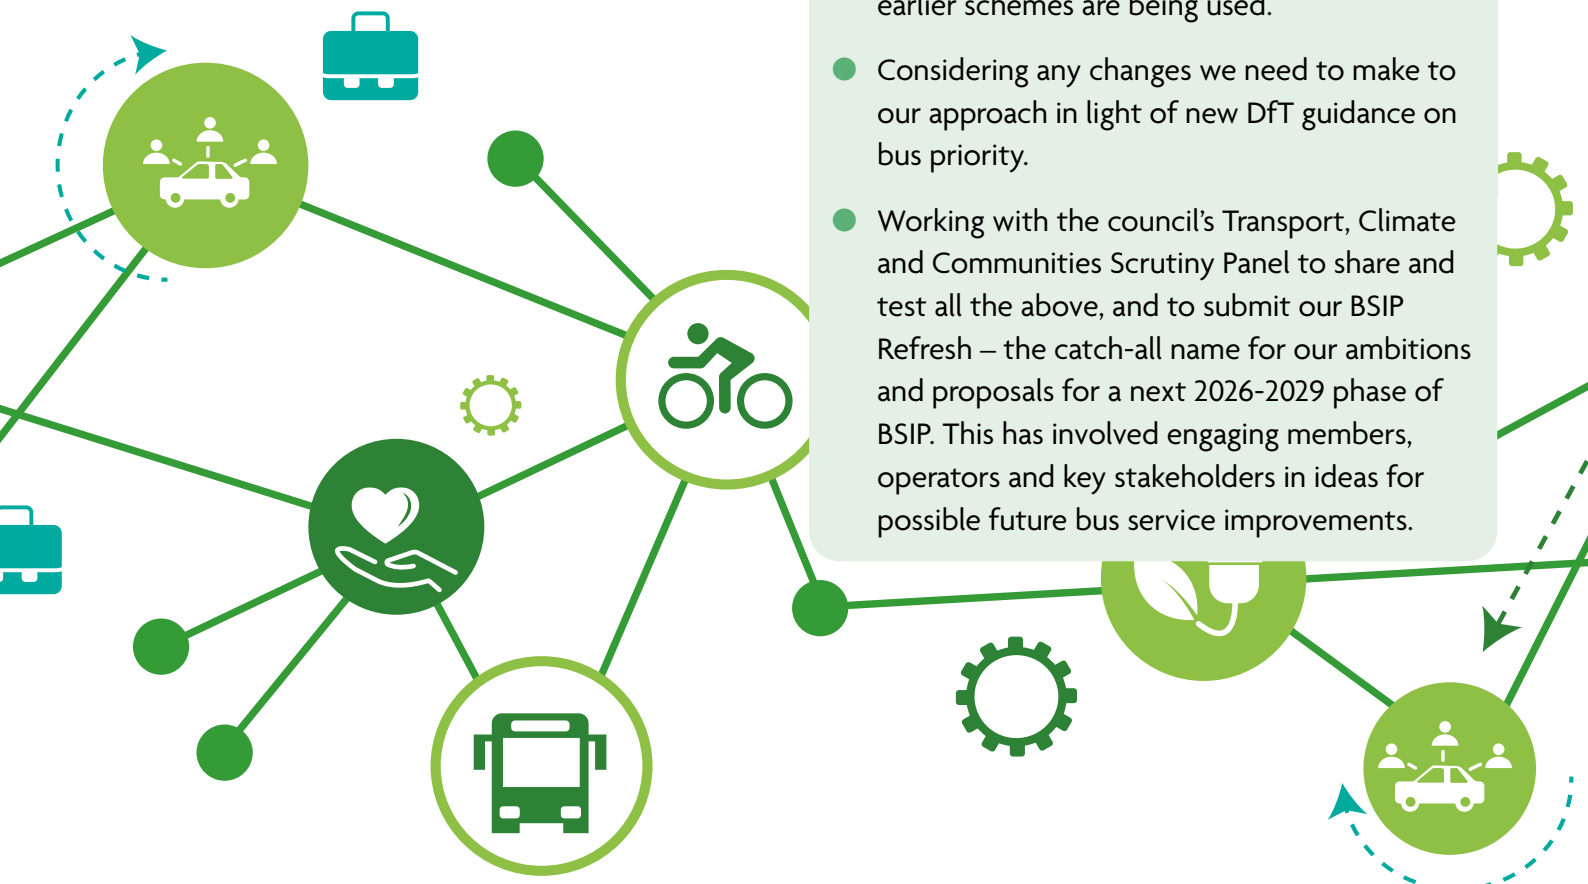 earlier schemes are being used.
Considering any changes we need to make to
our approach in light of new DfT guidance on
bus priority.
Working with the council’s Transport, Climate
and Communities Scrutiny Panel to share and
test all the above, and to submit our BSIP
Refresh – the catch-all name for our ambitions
and proposals for a next 2026-2029 phase of
BSIP. This has involved engaging members,
operators and key stakeholders in ideas for
possible future bus service improvements.